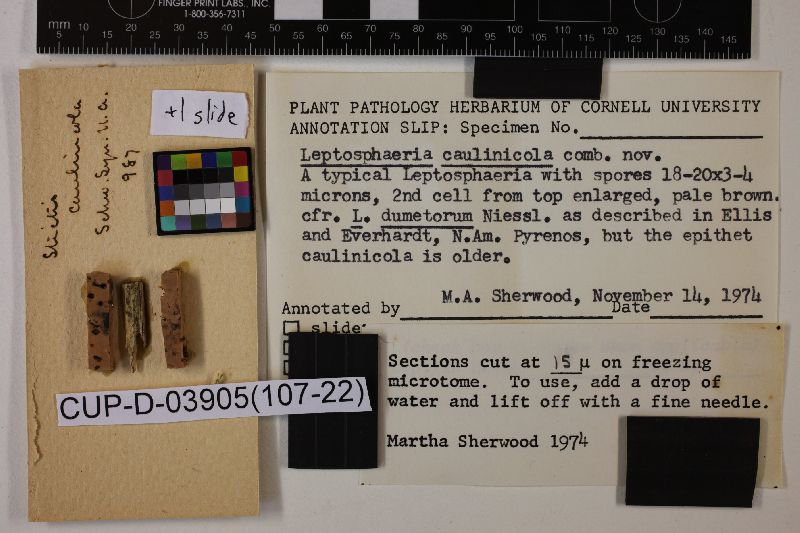 FINGER PRINT LABS., INC.
1-800-356-7311
mm 5 10 15 20 25 30 35 40 45 50 55 60 65 70 75 80 85 90 95 100 105 110 115 120 125 130 135 140 145
Stictis
caulincola
Schw. Syn. U.a.
987
+1 slide
PLANT PATHOLOGY HERBARIUM OF CORNELL UNIVERSITY
ANNOTATION SLIP: Specimen No.
Leptosphaeria caulinicola comb. nov.
A typical Leptosphaeria with spores 18-20x3-4
microns, 2nd cell from top enlarged, pale brown.
cfr. L. dumetorum Niessl. as described in Ellis
and Everhardt, N.Am. Pyrenos, but the epithet
caulinicola is older.
M.A. Sherwood, November 14, 1974
Annotated by Date
slide
Sections cut at 15 µ on freezing
microtome. To use, add a drop of
water and lift off with a fine needle.
Martha Sherwood 1974
CUP-D-03905(107-22)